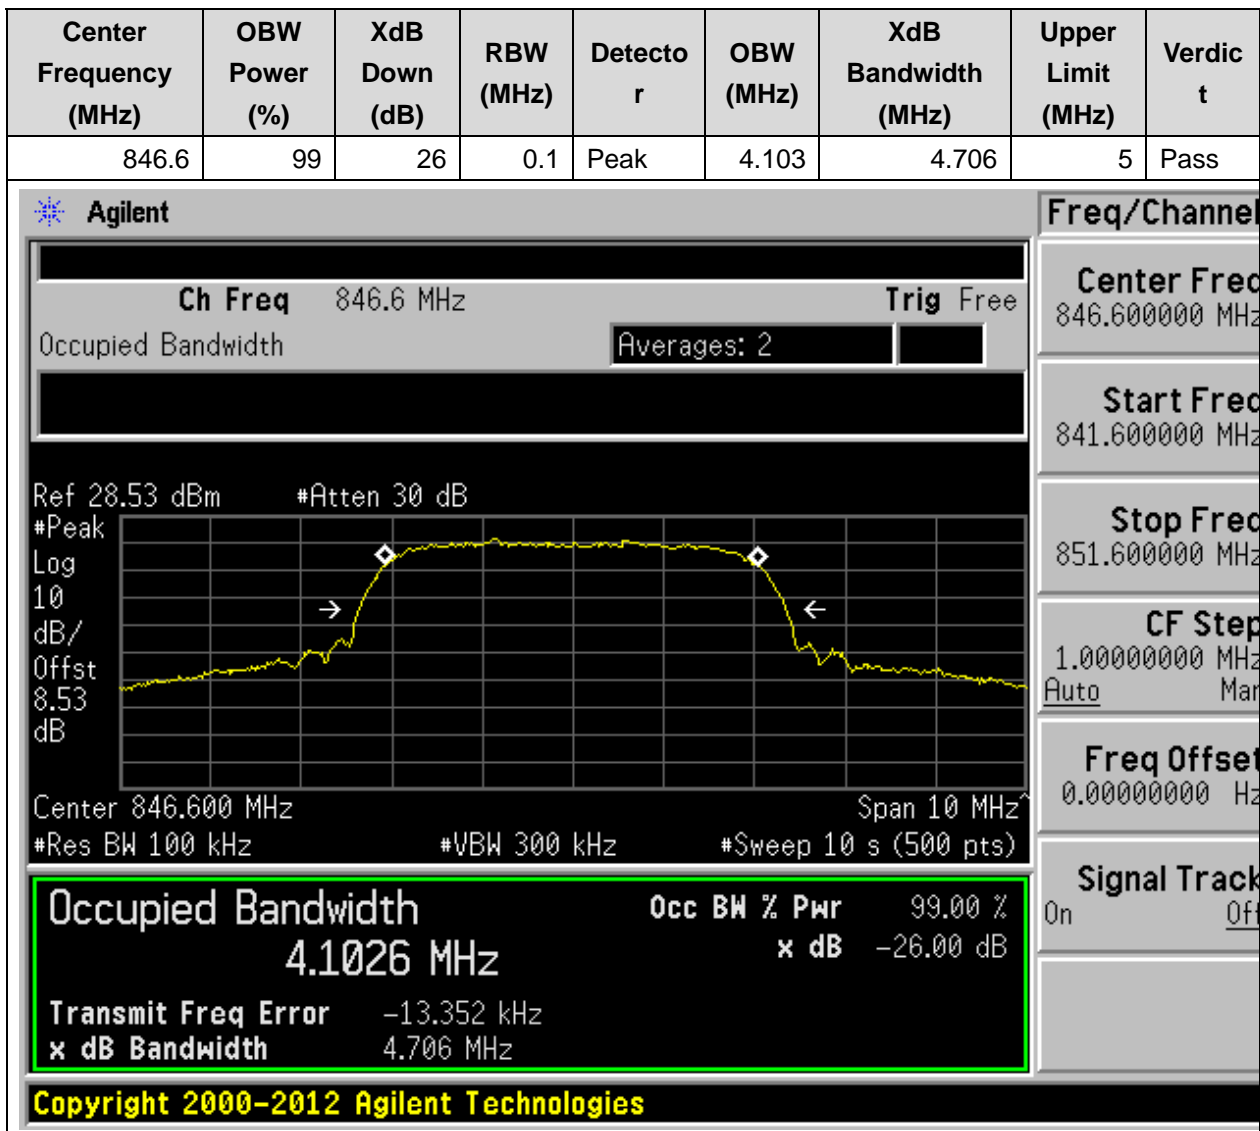 Center Frequency (MHz) OBW Power (%) XdB Down (dB) RBW (MHz) Detector OBW (MHz) XdB Bandwidth (MHz) Upper Limit (MHz) Verdict
846.6 99 26 0.1 Peak 4.103 4.706 5 Pass
Agilent
Freq/Channel
Ch Freq 846.6 MHz Trig Free
Occupied Bandwidth Averages: 2
Center Freq
846.600000 MHz
Start Freq
841.600000 MHz
Stop Freq
851.600000 MHz
CF Step
1.00000000 MHz
Auto Man
Freq Offset
0.00000000 Hz
Signal Track
On Off
Ref 28.53 dBm #Atten 30 dB
#Peak
Log
10
dB/
Offst
8.53
dB
Center 846.600 MHz Span 10 MHz^
#Res BW 100 kHz #VBW 300 kHz #Sweep 10 s (500 pts)
Occupied Bandwidth
4.1026 MHz
Occ BW % Pwr 99.00 %
x dB -26.00 dB
Transmit Freq Error -13.352 kHz
x dB Bandwidth 4.706 MHz
Copyright 2000-2012 Agilent Technologies